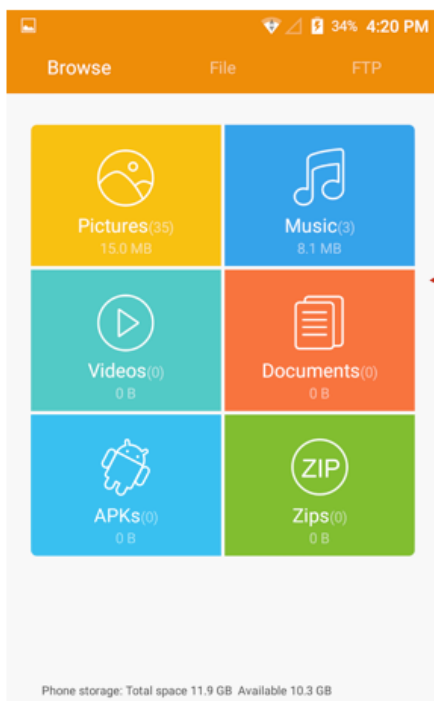 34% 4:20 PM
Browse File FTP
Pictures(35) Music(3)
15.0 MB 8.1 MB
Videos(0) Documents(0)
0 B 0 B
ZIP
APKs(0) Zips(0)
0 B 0 B
Phone storage: Total space 11.9 GB Available 10.3 GB